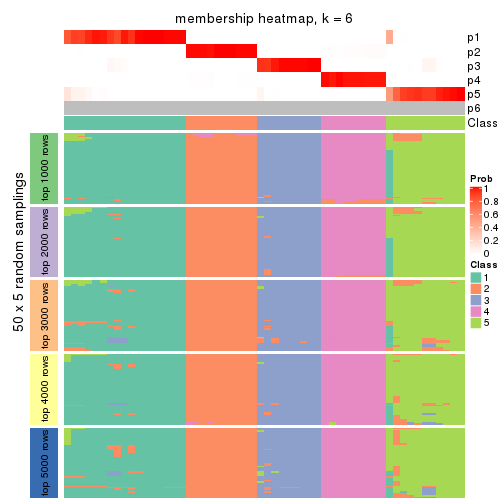 membership heatmap, k = 6
p1
p2
p3
p4
p5
p6
Class
50 x 5 random samplings
top 1000 rows
top 2000 rows
top 3000 rows
top 4000 rows
top 5000 rows
Prob
1
0.8
0.6
0.4
0.2
0
Class
1
2
3
4
5